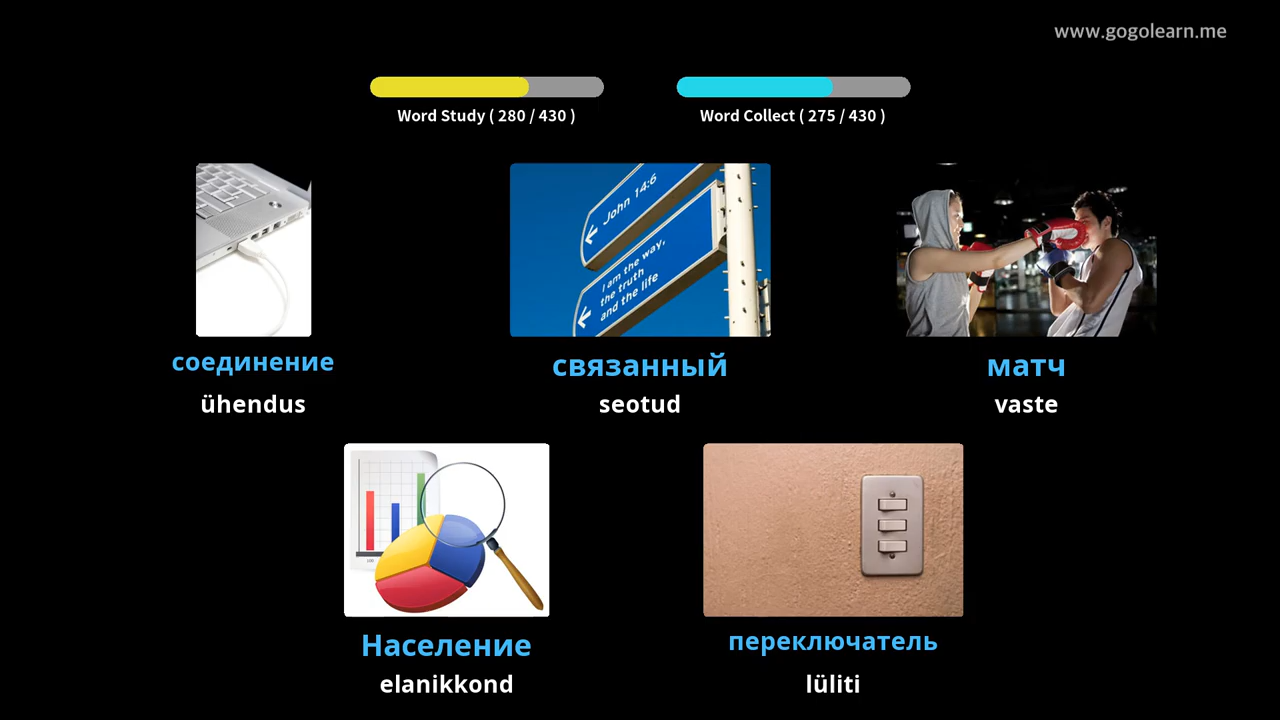 www.gogolearn.me
Word Study ( 280 / 430 )
Word Collect ( 275 / 430 )
John 14:6
I am the way,
the truth
and the life
соединение
связанный
матч
ühendus
seotud
vaste
100
Население
переключатель
elanikkond
lüliti